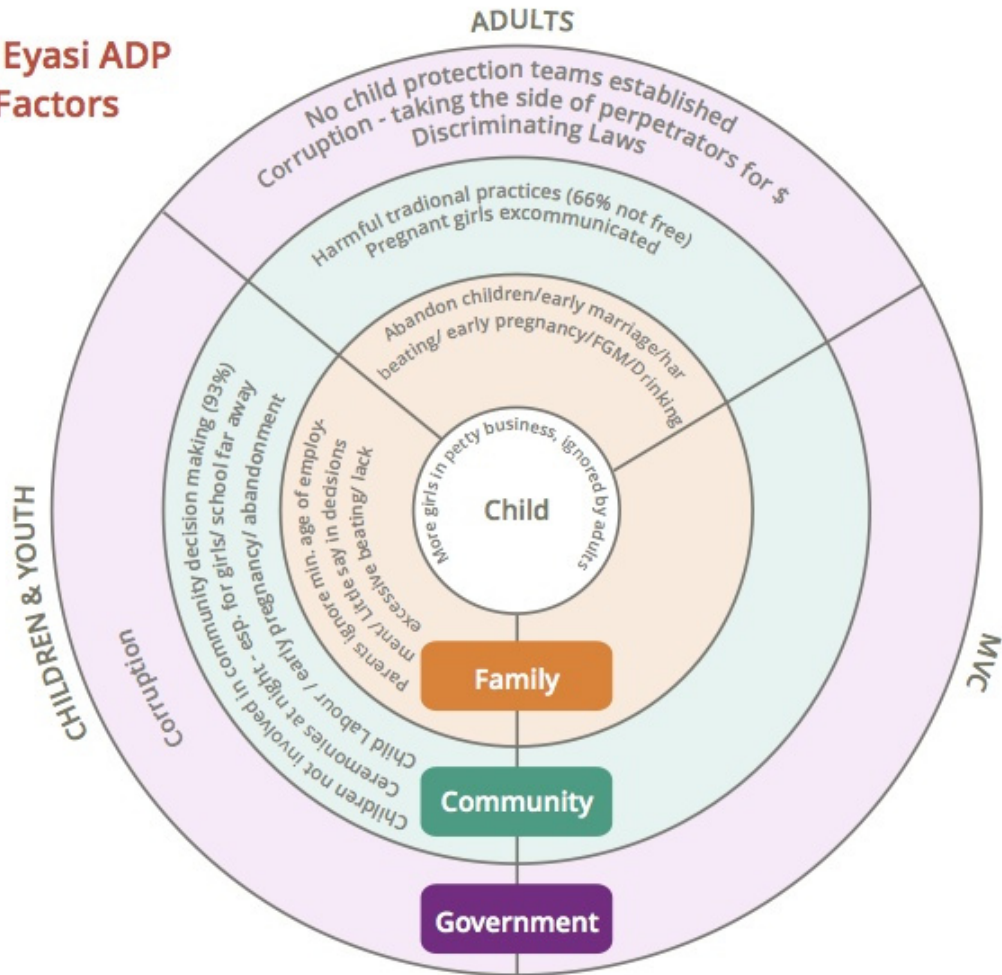 Eyasi ADP
Factors
ADULTS
No child protection teams established
Corruption - taking the side of perpetrators for $
Discriminating Laws
Harmful tradional practices (66% not free)
Pregnant girls excommunicated
Abandon children/early marriage/har
beating/ early pregnancy/FGM/Drinking
More girls in petty business, ignored by adults
Child
CHILDREN & YOUTH
Corruption
Children not involved in community decision making (93%)
Ceremonies at night - esp. for girls/ school far away
Child Labour / early pregnancy/ abandonment
Parents ignore min. age of employ-
ment/ Little say in dedsions
excessive beating/ lack
MVC
Family
Community
Government